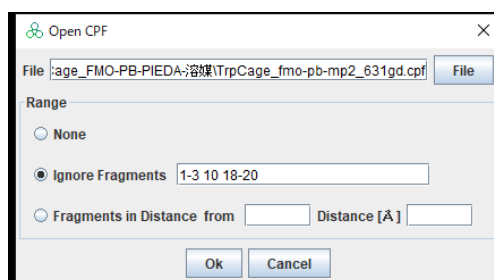 Open CPF
File :age_FMO-PB-PIEDA-溶媒\TrpCage_fmo-pb-mp2_631gd.cpf File
Range
None
Ignore Fragments 1-3 10 18-20
Fragments in Distance from Distance [Å]
Ok Cancel